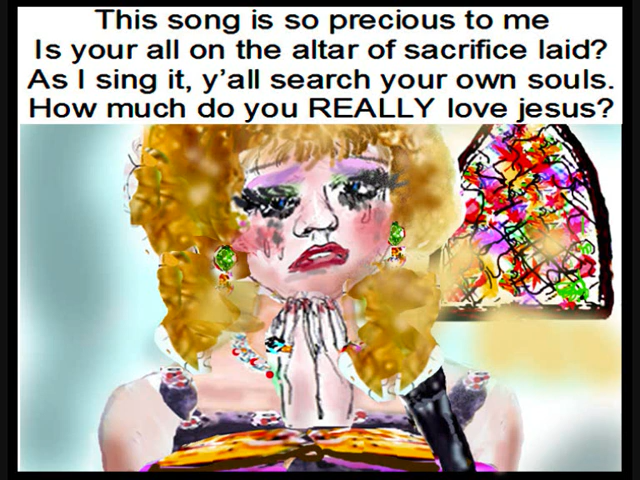 This song is so precious to me
Is your all on the altar of sacrifice laid?
As I sing it, y’all search your own souls.
How much do you REALLY love jesus?